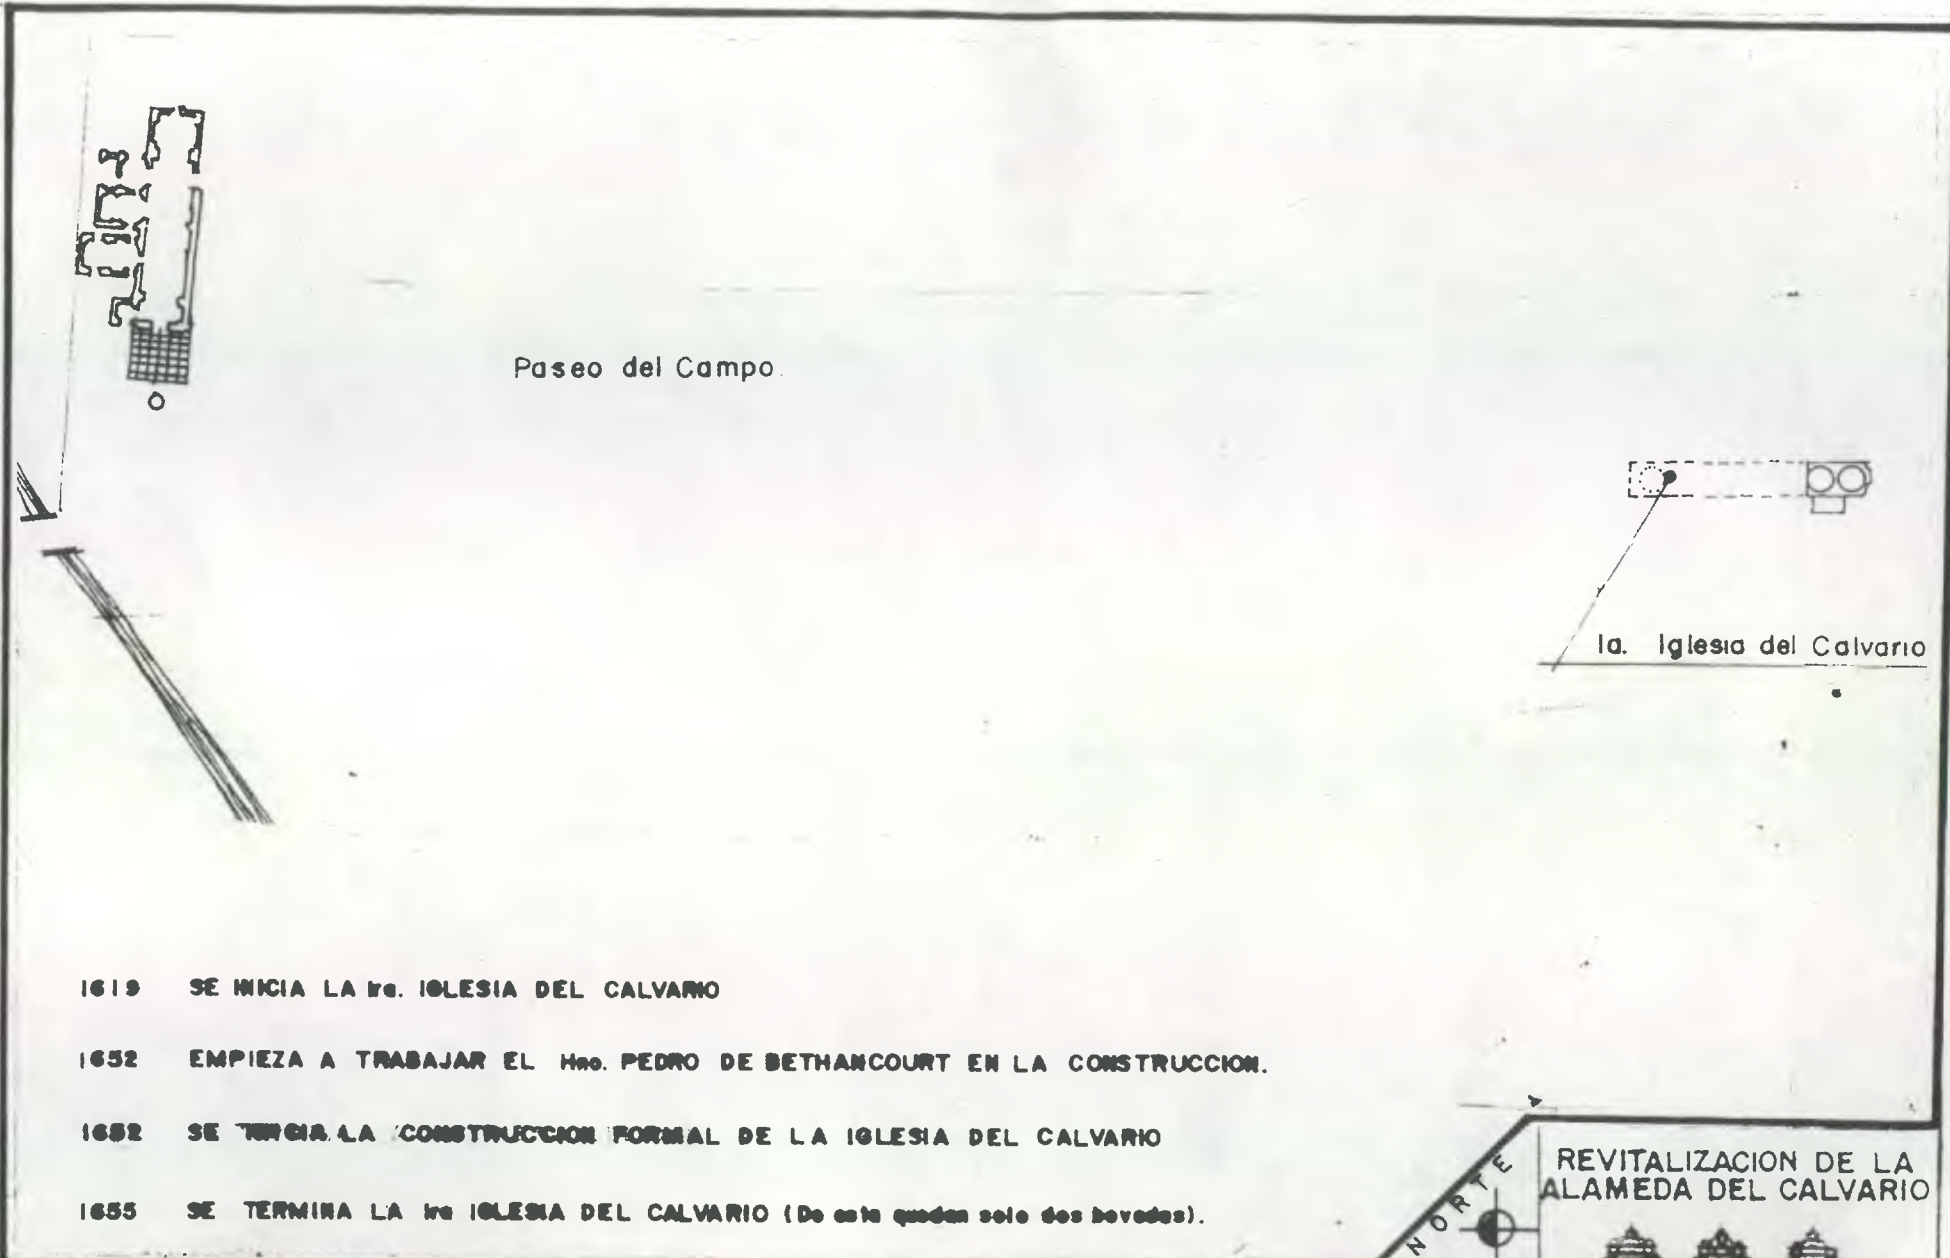 Paseo del Campo.
1a. Iglesia del Calvario
1619 SE INICIA LA Ira. IGLESIA DEL CALVARIO
1652 EMPIEZA A TRABAJAR EL Hno. PEDRO DE BETHANCOURT EN LA CONSTRUCCION.
1652 SE INICIA LA CONSTRUCCION FORMAL DE LA IGLESIA DEL CALVARIO
1655 SE TERMINA LA Ira IGLESIA DEL CALVARIO (De esta quedan solo dos bovedas).
NORTE
REVITALIZACION DE LA
ALAMEDA DEL CALVARIO